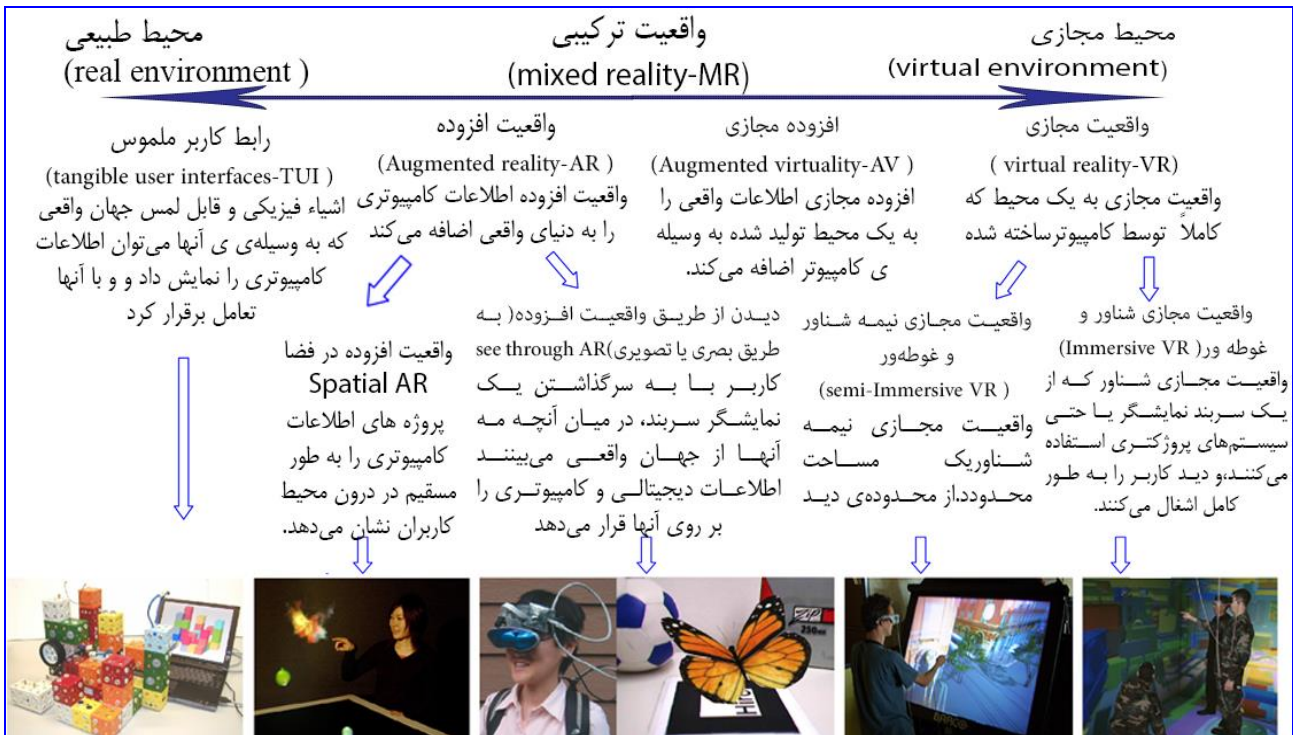 محیط مجازی
(virtual environment)
واقعیت ترکیبی
(mixed reality-MR)
محیط طبیعی
(real environment )
واقعیت مجازی
( virtual reality-VR)
واقعیت مجازی به یک محیط که
کاملاً توسط کامپیوترساخته شده
افزوده مجازی
(Augmented virtuality-AV )
افزوده مجازی اطلاعات واقعی را
به یک محیط تولید شده به وسیله
ی کامپیوتر اضافه می‌کند.
واقعیت افزوده
(Augmented reality-AR )
واقعیت افزوده اطلاعات کامپیوتری
را به دنیای واقعی اضافه می‌کند
رابط کاربر ملموس
(tangible user interfaces-TUI )
اشیاء فیزیکی و قابل لمس جهان واقعی
که به وسیله‌ی ی آنها می‌توان اطلاعات
کامپیوتری را نمایش داد و و با آنها
تعامل برقرار کرد
واقعیت مجازی شناور و
غوطه ور( Immersive VR)
واقعیت مجازی شناور که از
یک سربند نمایشگر یا حتی
سیستم‌های پروژکتری استفاده
می‌کنند،و دید کاربر را به طور
کامل اشغال می‌کنند.
واقعیت مجازی نیمه شناور
و غوطه‌ور
(semi-Immersive VR )
واقعیت مجازی نیمه
شناوریک مساحت
محدودد.از محدوده‌ی دید
دیدن از طریق واقعیت افزوده( به
طریق بصری یا تصویری)see through AR
کاربر با به سرگذاشتن یک
نمایشگر سربند، در میان آنچه مه
آنها از جهان واقعی می‌بینند
اطلاعات دیجیتالی و کامپیوتری را
بر روی آنها قرار می‌دهد
واقعیت افزوده در فضا
Spatial AR
پروژه های اطلاعات
کامپیوتری را به طور
مسقیم در درون محیط
کاربران نشان می‌دهد.
250ml
BARCO